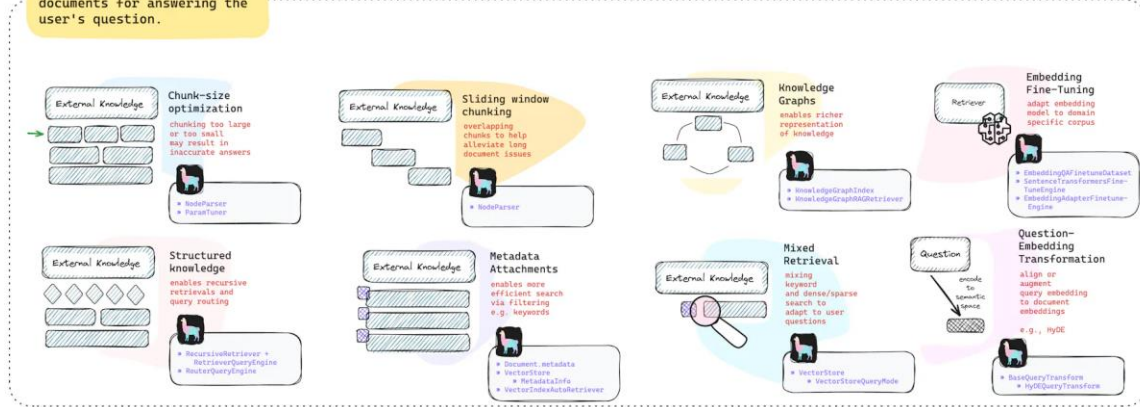 documents for answering the
user's question.
External Knowledge
Chunk-size
optimization
chunking too large
or too small
may result in
inaccurate answers
* NodeParser
* ParamTuner
External Knowledge
Sliding window
chunking
overlapping
chunks to help
alleviate long
document issues
* NodeParser
External Knowledge
Knowledge
Graphs
enables richer
representation
of knowledge
* KnowledgeGraphIndex
* KnowledgeGraphRAGRetriever
Retriever
Embedding
Fine-Tuning
adapt embedding
model to domain
specific corpus
* EmbeddingQAFinetuneDataset
* SentenceTransformersFine-
TuneEngine
* EmbeddingAdapterFinetune-
Engine
External Knowledge
Structured
knowledge
enables recursive
retrievals and
query routing
* RecursiveRetriever +
RetrieverQueryEngine
* RouterQueryEngine
External Knowledge
Metadata
Attachments
enables more
efficient search
via filtering
e.g. keywords
* Document.metadata
* VectorStore
* MetadataInfo
* VectorIndexAutoRetriever
External Knowledge
Mixed
Retrieval
mixing
keyword
and dense/sparse
search to
adapt to user
questions
* VectorStore
* VectorStoreQueryMode
Question
encode
to
semantic
space
Question-
Embedding
Transformation
align or
augment
query embedding
to document
embeddings
e.g., HyDE
* BaseQueryTransform
* HyDEQueryTransform